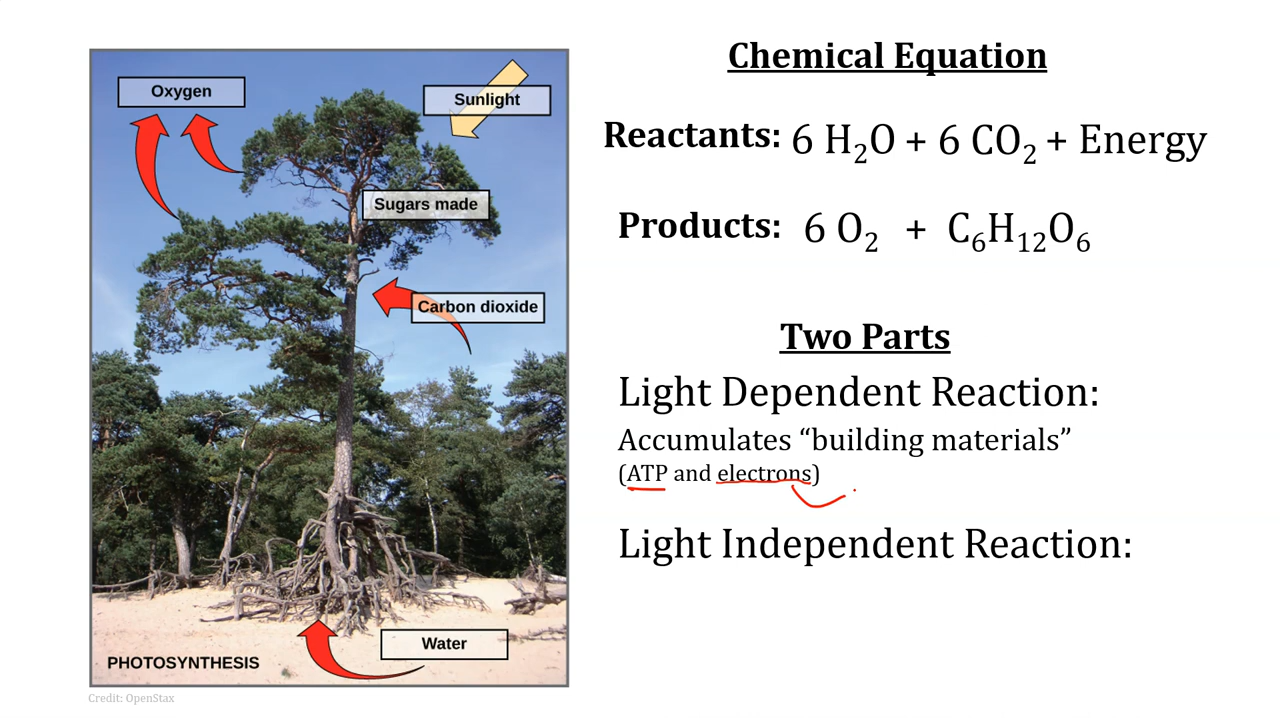 Oxygen
Sunlight
Sugars made
Carbon dioxide
Water
PHOTOSYNTHESIS
Credit: OpenStax
Chemical Equation
Reactants: 6 H₂O + 6 CO₂ + Energy
Products: 6 O₂ + C₆H₁₂O₆
Two Parts
Light Dependent Reaction:
Accumulates “building materials”
(ATP and electrons)
Light Independent Reaction: